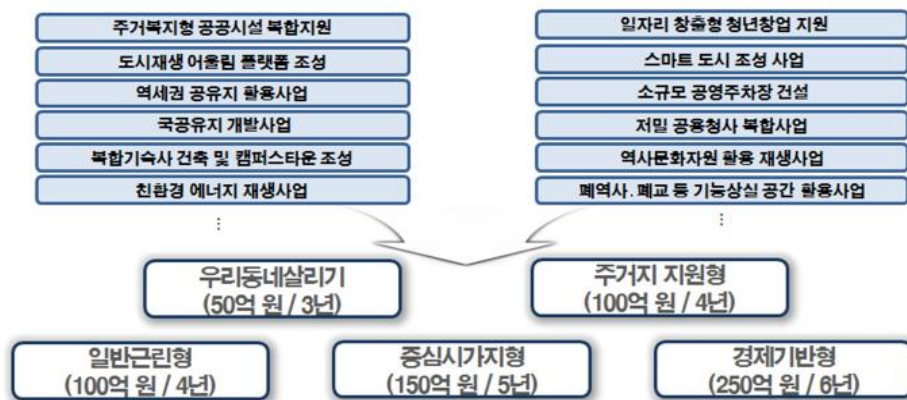 주거복지형 공공시설 복합지원
도시재생 어울림 플랫폼 조성
역세권 공유지 활용사업
국공유지 개발사업
복합기숙사 건축 및 캠퍼스타운 조성
친환경 에너지 재생사업
⋮
일자리 창출형 청년창업 지원
스마트 도시 조성 사업
소규모 공영주차장 건설
저밀 공용청사 복합사업
역사문화자원 활용 재생사업
폐역사.폐교 등 기능상실 공간 활용사업
⋮
우리동네살리기
(50억 원 / 3년)
주거지 지원형
(100억 원 / 4년)
일반근린형
(100억 원 / 4년)
중심시가지형
(150억 원 / 5년)
경제기반형
(250억 원 / 6년)